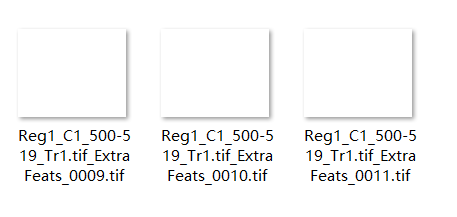 Reg1_C1_500-5
19_Tr1.tif_Extra
Feats_0009.tif
Reg1_C1_500-5
19_Tr1.tif_Extra
Feats_0010.tif
Reg1_C1_500-5
19_Tr1.tif_Extra
Feats_0011.tif